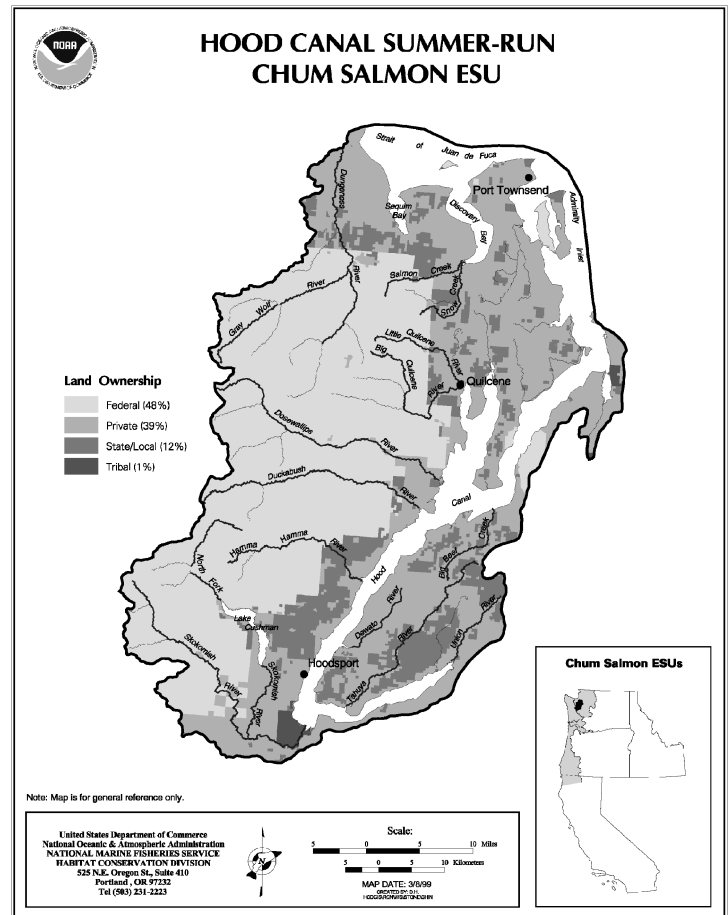 NOAA
HOOD CANAL SUMMER-RUN
CHUM SALMON ESU
Strait of Juan de Fuca
Port Townsend
Admiralty Inlet
Dungeness
River
Sequim
Bay
Discovery
Bay
Salmon Creek
Snow Creek
Gray Wolf River
Little Quilcene River
Big Quilcene River
Quilcene
Land Ownership
Federal (48%)
Private (39%)
State/Local (12%)
Tribal (1%)
Dosewallips River
Duckabush River
Hood Canal
Hamma Hamma River
Big Beef Creek
North Fork
Lake
Cushman
Skokomish River
Skokomish River
Dewato River
Tahuya River
Union River
Hoodsport
Chum Salmon ESUs
Note: Map is for general reference only.
United States Department of Commerce
National Oceanic & Atmospheric Administration
NATIONAL MARINE FISHERIES SERVICE
HABITAT CONSERVATION DIVISION
525 N.E. Oregon St., Suite 410
Portland , OR 97232
Tel (503) 231-2223
N
Scale:
5 0 5 10 Miles
5 0 5 10 Kilometers
MAP DATE: 3/8/99
CREATED BY: D.H.